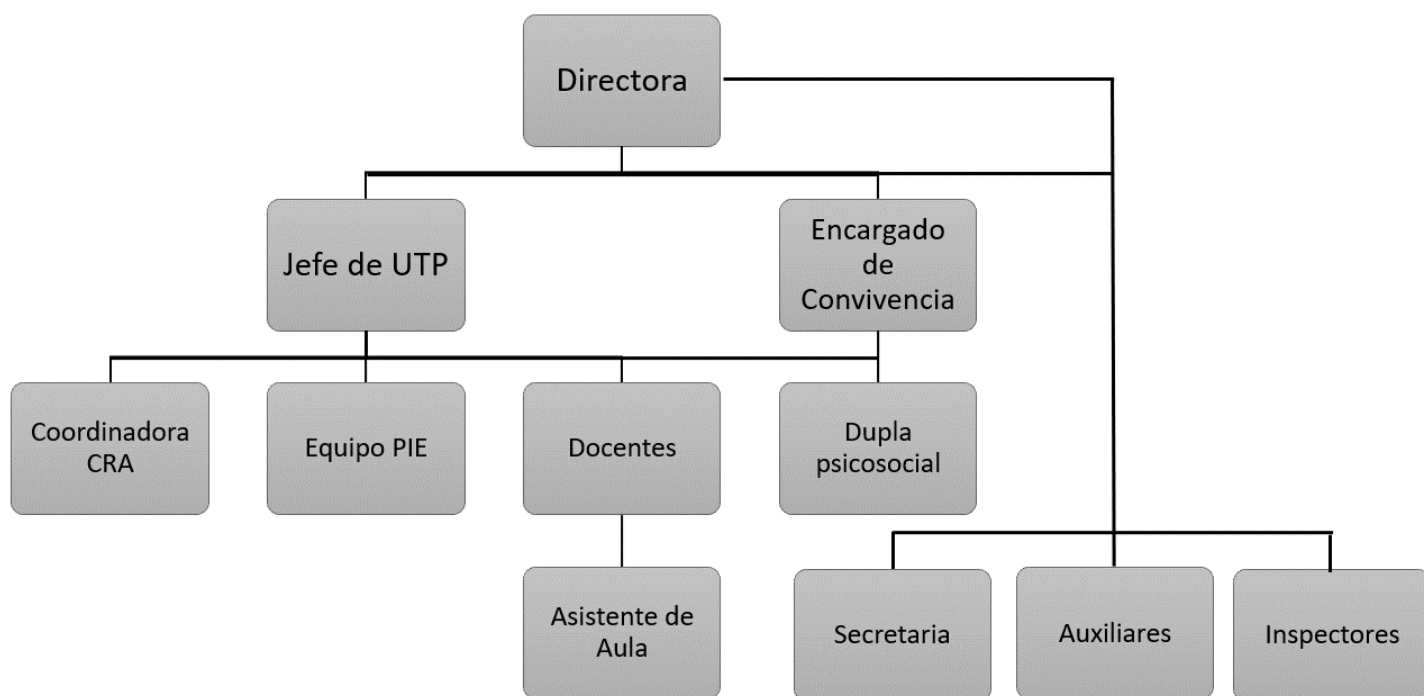 Directora
Jefe de UTP
Encargado
de
Convivencia
Coordinadora
CRA
Equipo PIE
Docentes
Dupla
psicosocial
Asistente de
Aula
Secretaria
Auxiliares
Inspectores